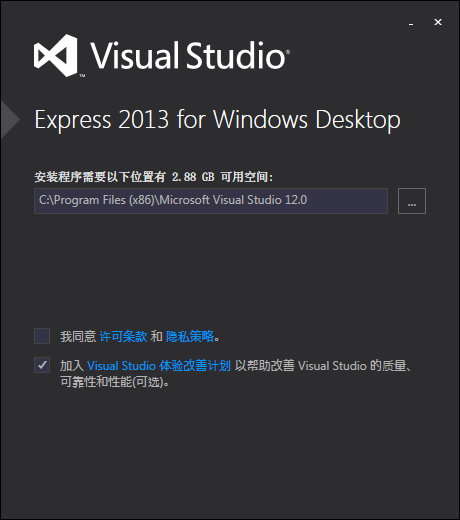 Visual Studio
Express 2013 for Windows Desktop
安装程序需要以下位置有 2.88 GB 可用空间:
C:\Program Files (x86)\Microsoft Visual Studio 12.0
...
我同意 许可条款 和 隐私策略。
加入 Visual Studio 体验改善计划 以帮助改善 Visual Studio 的质量、
可靠性和性能(可选)。